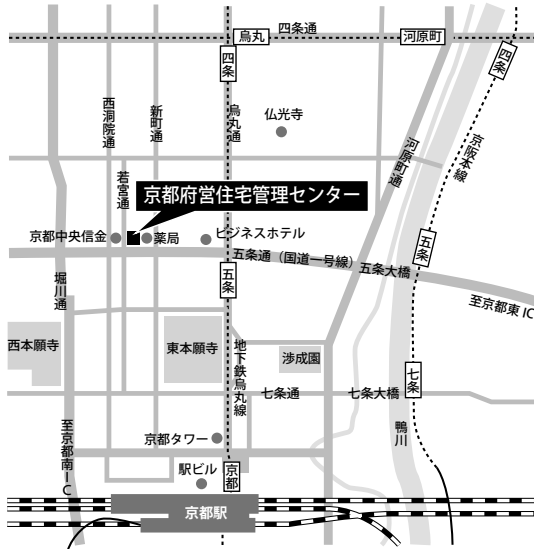 四条通
烏丸
河原町
四条
四条
西洞院通
新町通
烏丸通
仏光寺
河原町通
京阪本線
若宮通
京都府営住宅管理センター
京都中央信金
薬局
ビジネスホテル
五条通（国道一号線）
五条大橋
五条
五条
堀川通
至京都東IC
西本願寺
東本願寺
地下鉄烏丸線
渉成園
七条
七条通
七条大橋
鴨川
至京都南IC
京都タワー
駅ビル
京都
京都駅